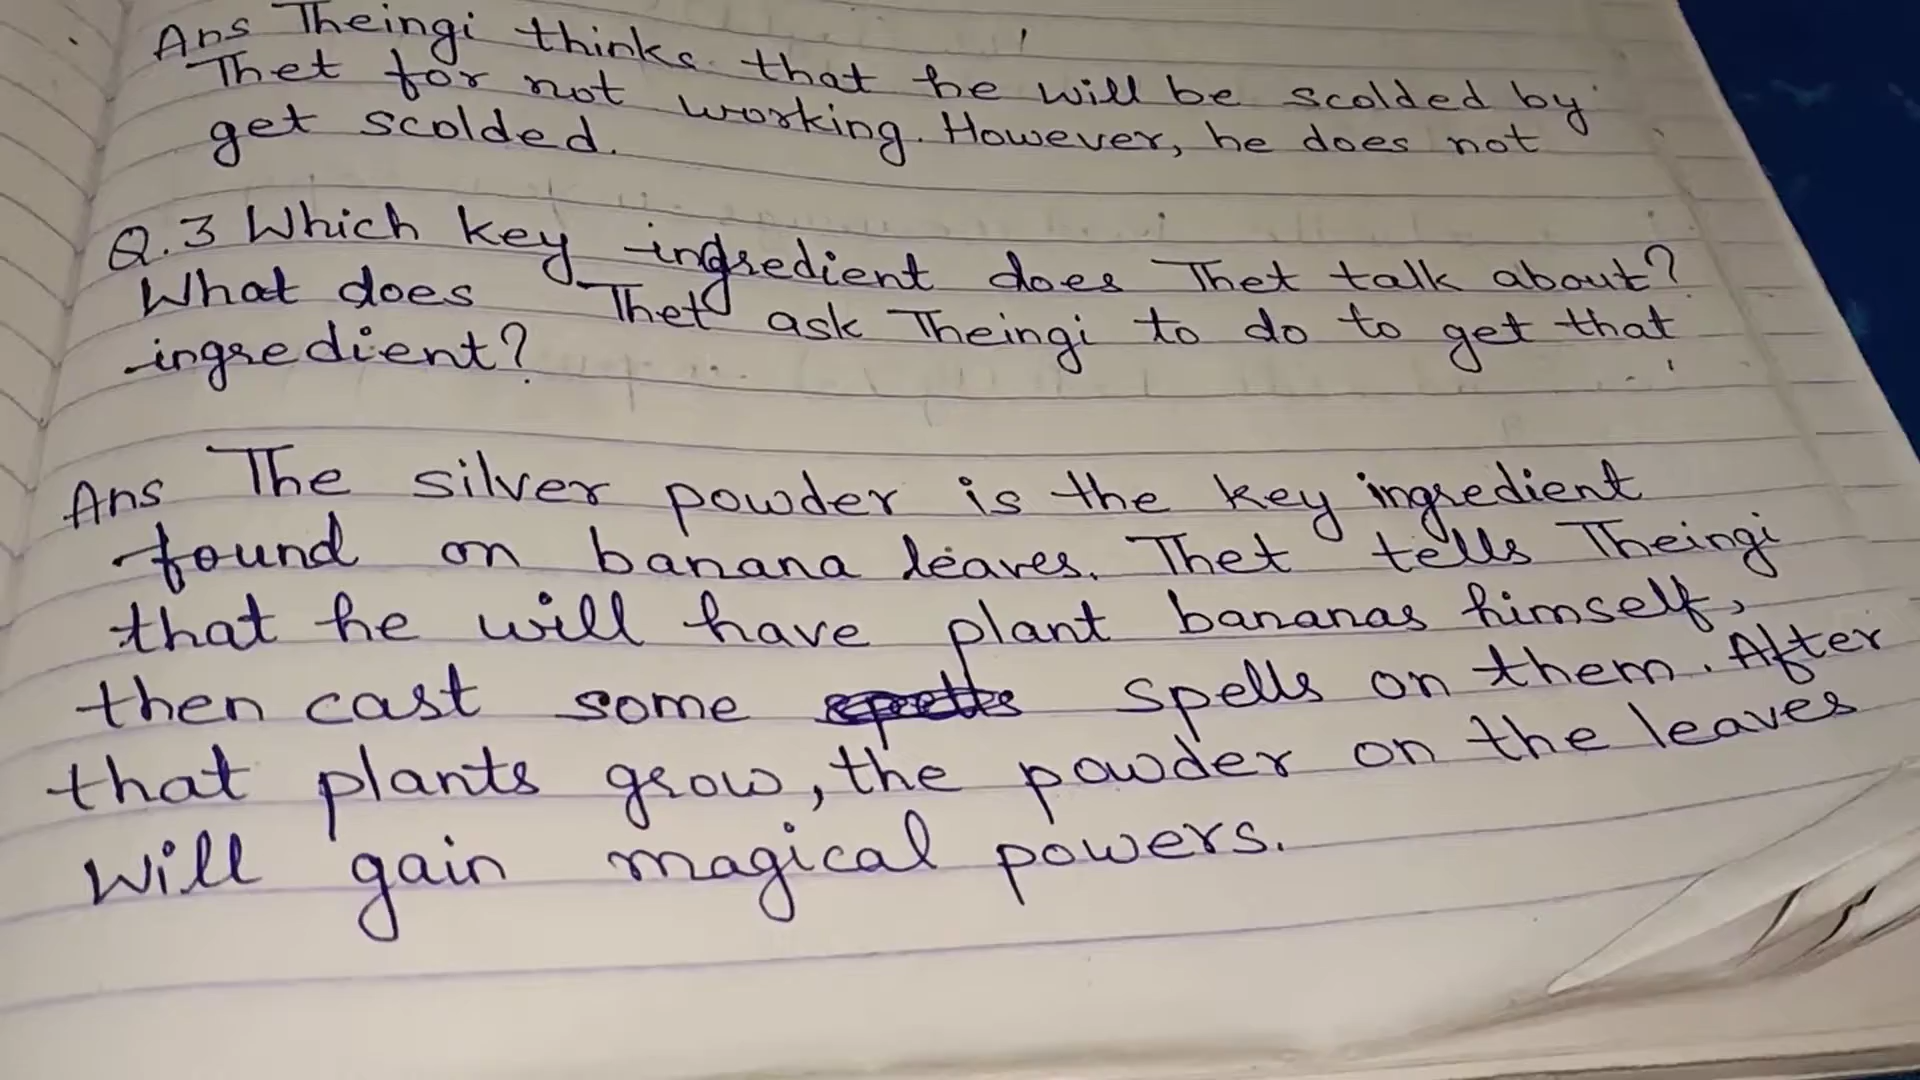 Ans Theingi thinks that he will be scolded by
Thet for not working. However, he does not
get scolded.
Q.3 Which key ingredient does Thet talk about?
What does Thet ask Theingi to do to get that
ingredient?
Ans The silver powder is the key ingredient
found on banana leaves. Thet tells Theingi
that he will have plant bananas himself,
then cast some spells on them. After
that plants grow, the powder on the leaves
will gain magical powers.